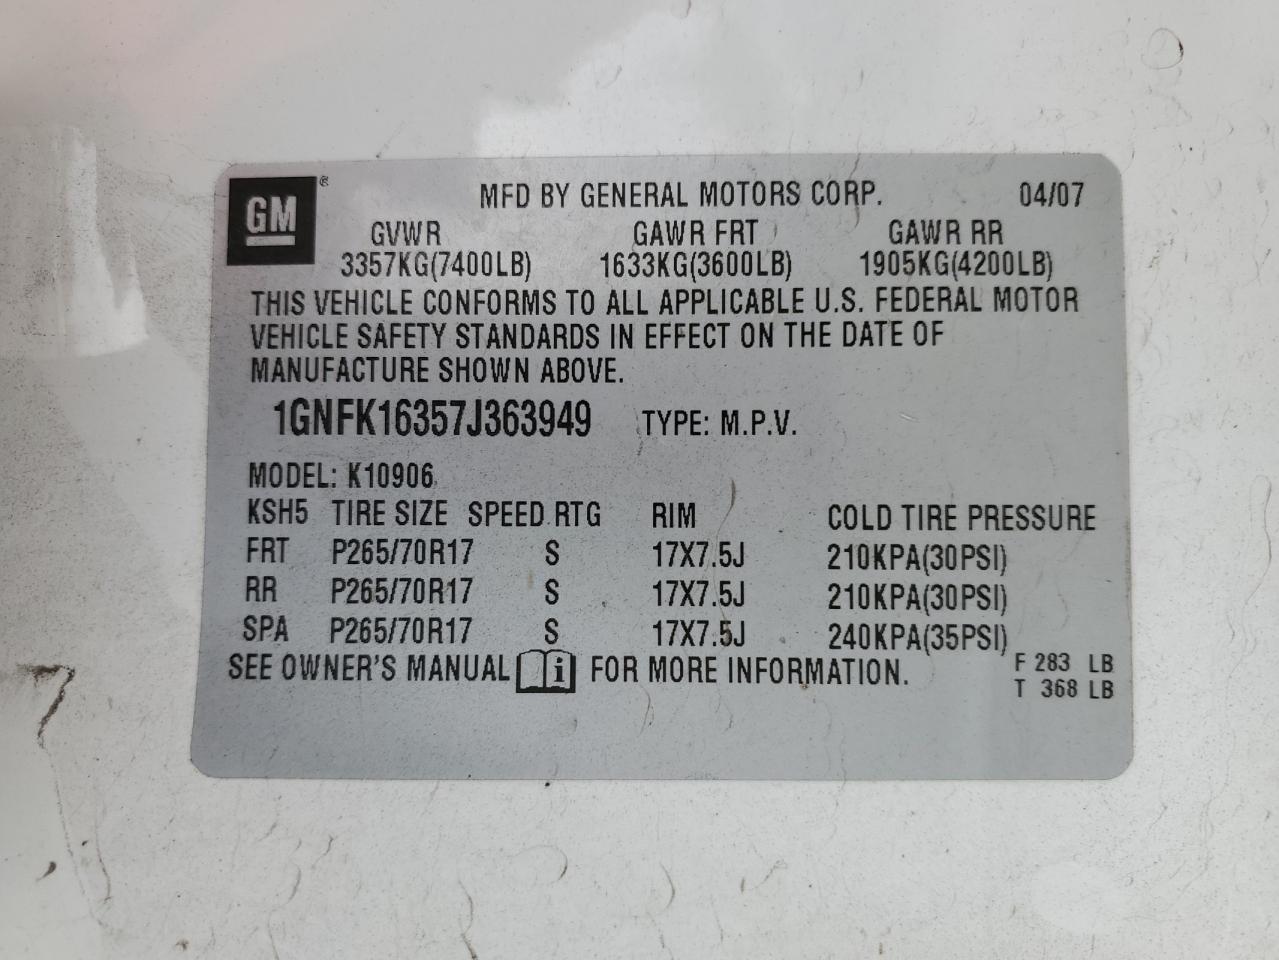 GM ® MFD BY GENERAL MOTORS CORP. 04/07
GVWR GAWR FRT GAWR RR
3357KG(7400LB) 1633KG(3600LB) 1905KG(4200LB)
THIS VEHICLE CONFORMS TO ALL APPLICABLE U.S. FEDERAL MOTOR
VEHICLE SAFETY STANDARDS IN EFFECT ON THE DATE OF
MANUFACTURE SHOWN ABOVE.
1GNFK16357J363949 TYPE: M.P.V.
MODEL: K10906
KSH5 TIRE SIZE SPEED RTG RIM COLD TIRE PRESSURE
FRT P265/70R17 S 17X7.5J 210KPA(30PSI)
RR P265/70R17 S 17X7.5J 210KPA(30PSI)
SPA P265/70R17 S 17X7.5J 240KPA(35PSI)
SEE OWNER'S MANUAL i FOR MORE INFORMATION.
F 283 LB
T 368 LB